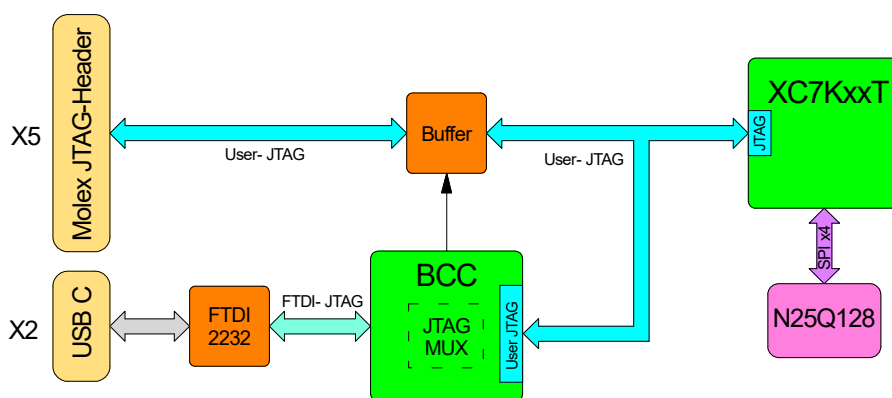 X5
Molex JTAG-Header
User- JTAG
Buffer
User- JTAG
XC7KxxT
JTAG
SPI x4
N25Q128
X2
USB C
FTDI
2232
FTDI- JTAG
BCC
JTAG
MUX
User JTAG